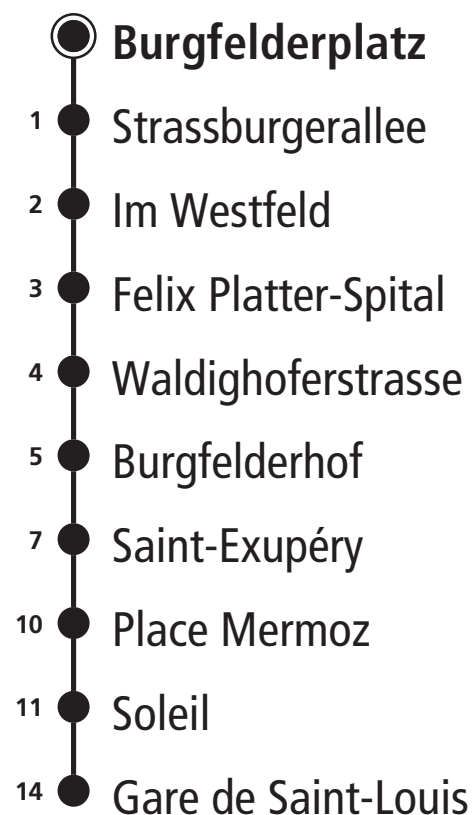 Burgfelderplatz
1 Strassburgerallee
2 Im Westfeld
3 Felix Platter-Spital
4 Waldighoferstrasse
5 Burgfelderhof
7 Saint-Exupéry
10 Place Mermoz
11 Soleil
14 Gare de Saint-Louis